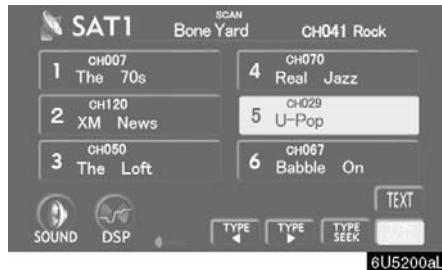 SCAN
SAT1 Bone Yard CH041 Rock
CH007
1 The 70s
CH070
4 Real Jazz
CH120
2 XM News
CH029
5 U-Pop
CH050
3 The Loft
CH067
6 Babble On
TEXT
SOUND DSP TYPE TYPE TYPE SEEK
6U5200aL